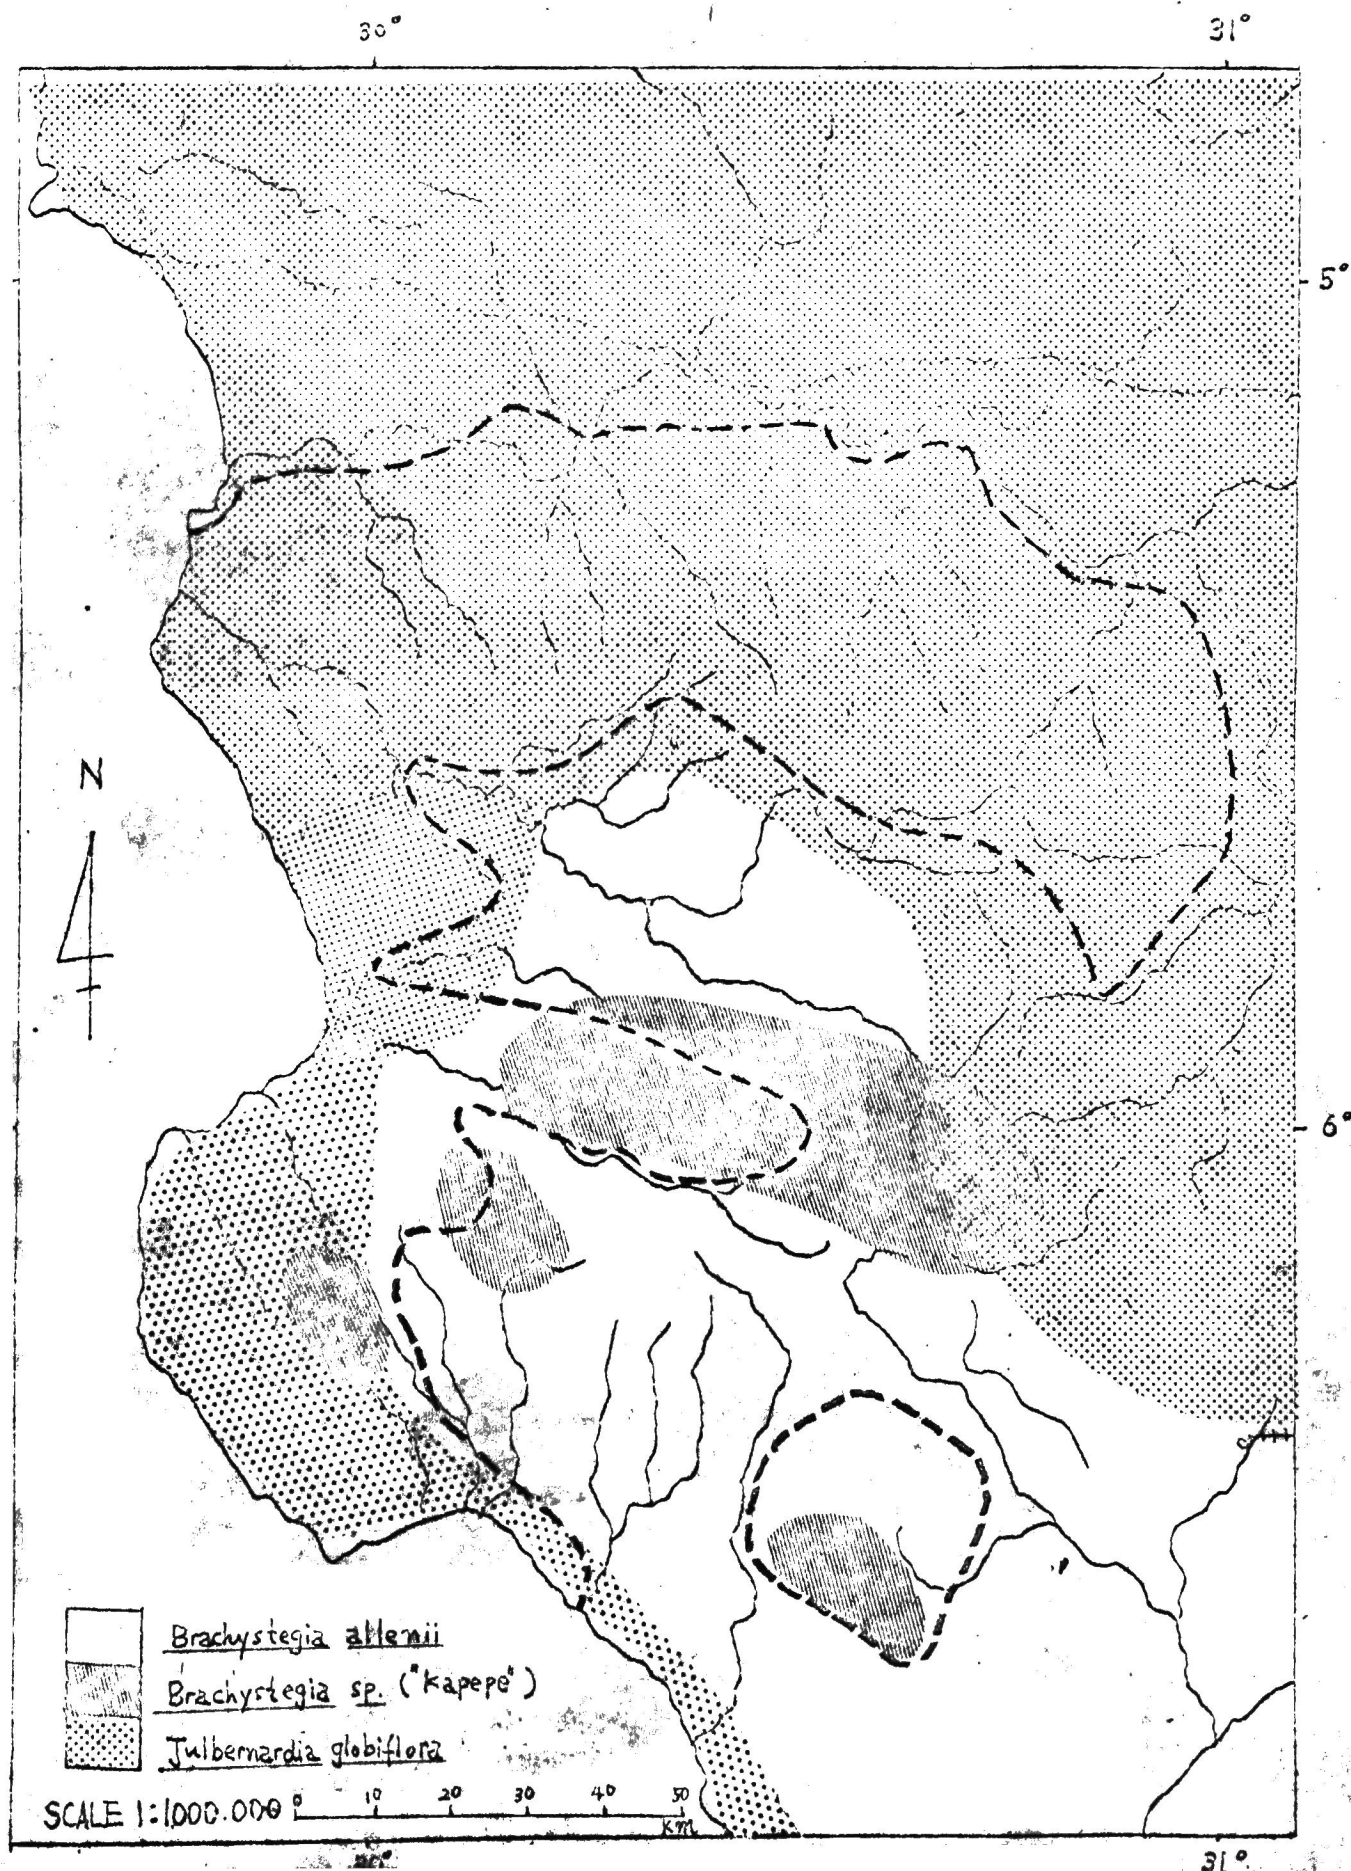 30°
31°
5°
N
6°
Brachystegia allenii
Brachystegia sp. ("Kapepe")
Julbernardia globiflora
SCALE 1:1000.000
0 10 20 30 40 50
km
30°
31°